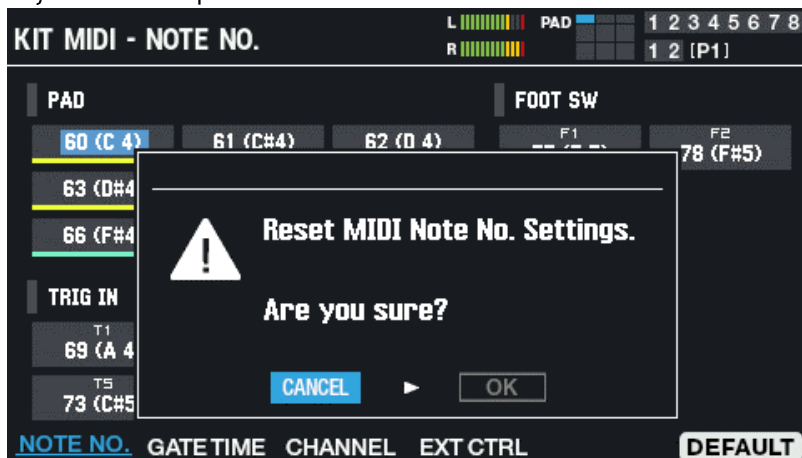 KIT MIDI - NOTE NO.
L PAD 1 2 3 4 5 6 7 8
R 1 2 [P1]
PAD FOOT SW
60 (C 4) 61 (C#4) 62 (D 4) F1 F2
78 (F#5)
63 (D#4
66 (F#4
Reset MIDI Note No. Settings.
Are you sure?
TRIG IN
T1
69 (A 4
T5
73 (C#5
CANCEL OK
NOTE NO. GATE TIME CHANNEL EXT CTRL DEFAULT